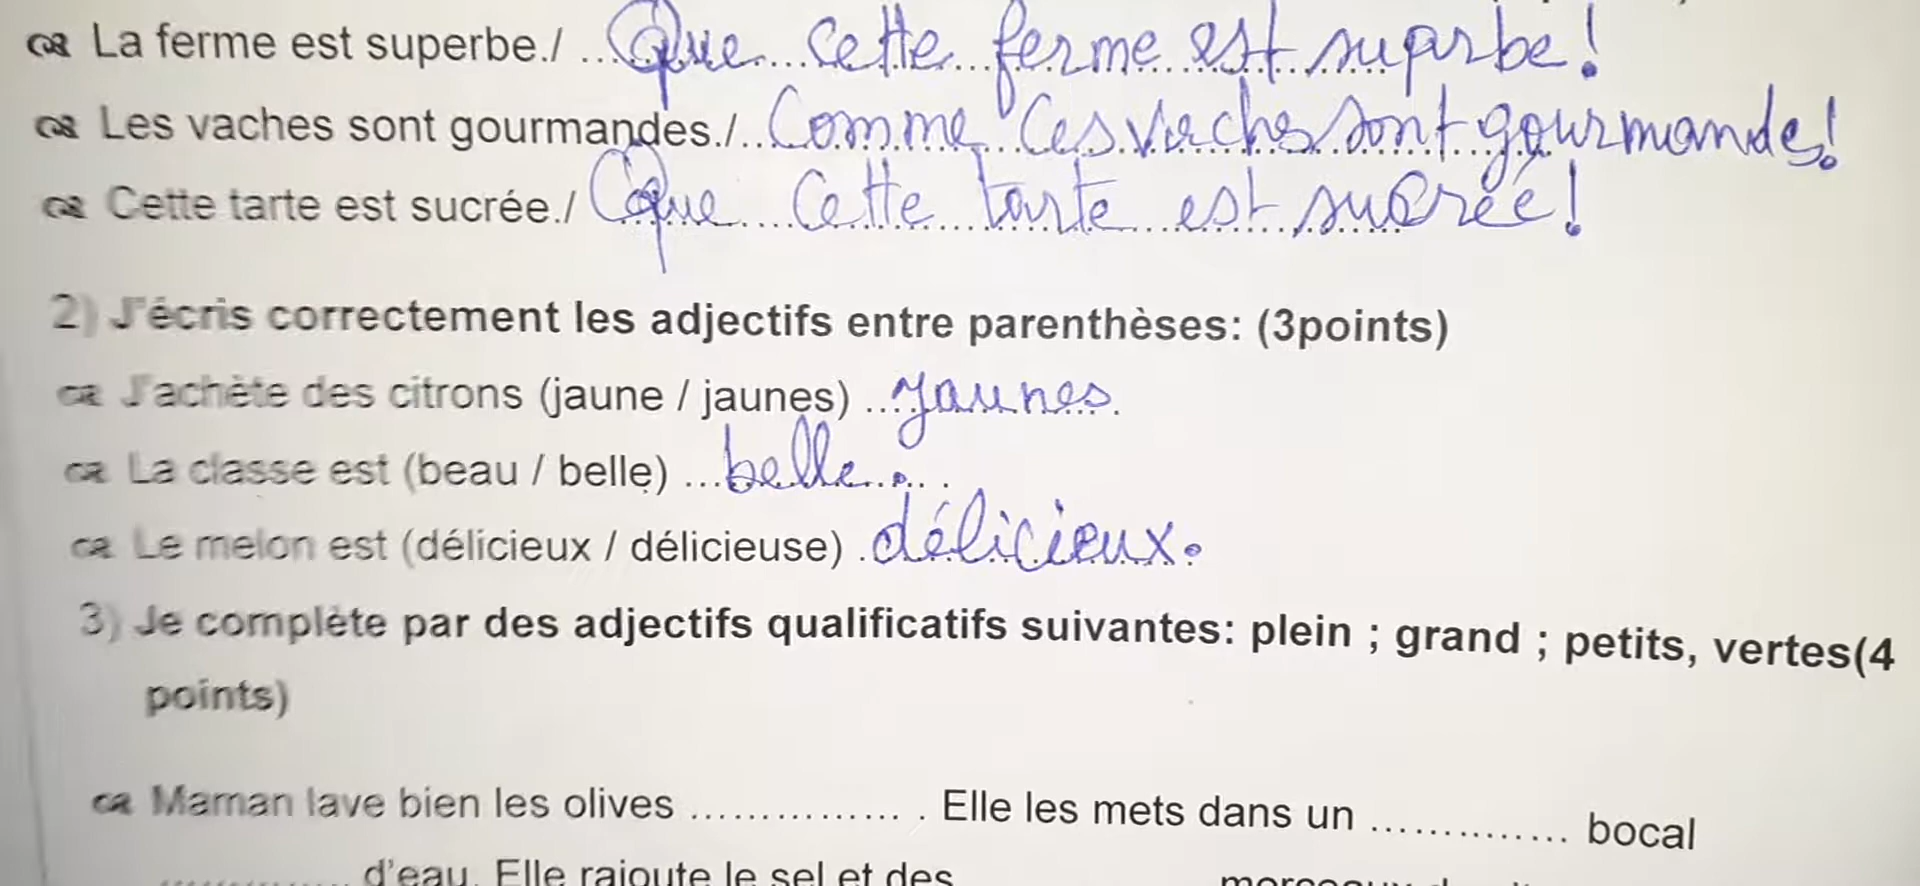 La ferme est superbe./ ...Que...cette...ferme est superbe!
Les vaches sont gourmandes./..Comme ces vaches sont gourmandes!
Cette tarte est sucrée./ Que cette tarte est sucrée!
2) J'écris correctement les adjectifs entre parenthèses: (3points)
J'achète des citrons (jaune / jaunes) ...jaunes.
La classe est (beau / belle) ...belle....
Le melon est (délicieux / délicieuse) .délicieux.
3) Je complète par des adjectifs qualificatifs suivantes: plein ; grand ; petits, vertes(4
points)
Maman lave bien les olives ............... . Elle les mets dans un .............. bocal
.............. d'eau. Elle rajoute le sel et des morceaux